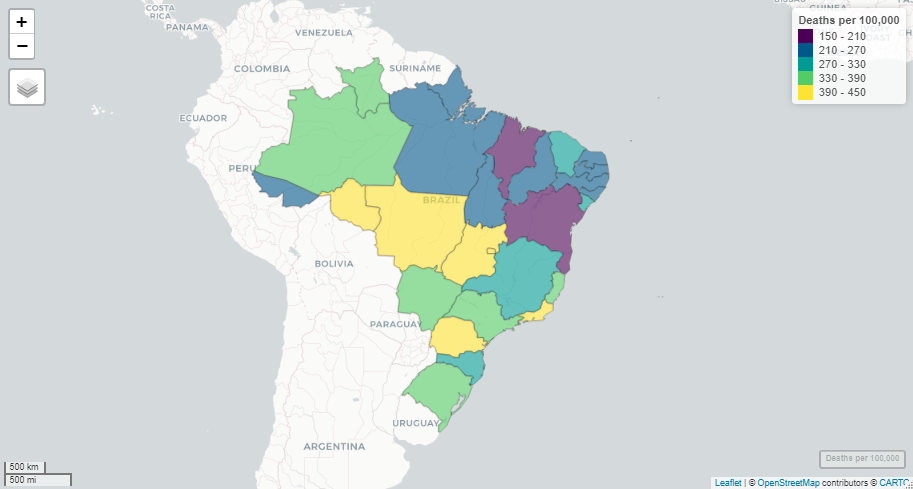 COSTA
RICA
PANAMA
VENEZUELA
GUINEA
COLOMBIA
SURINAME
ECUADOR
PERU
BRAZIL
BOLIVIA
PARAGUAY
URUGUAY
ARGENTINA
+
−
Deaths per 100,000
150 - 210
210 - 270
270 - 330
330 - 390
390 - 450
500 km
500 mi
Deaths per 100,000
Leaflet | © OpenStreetMap contributors © CARTO